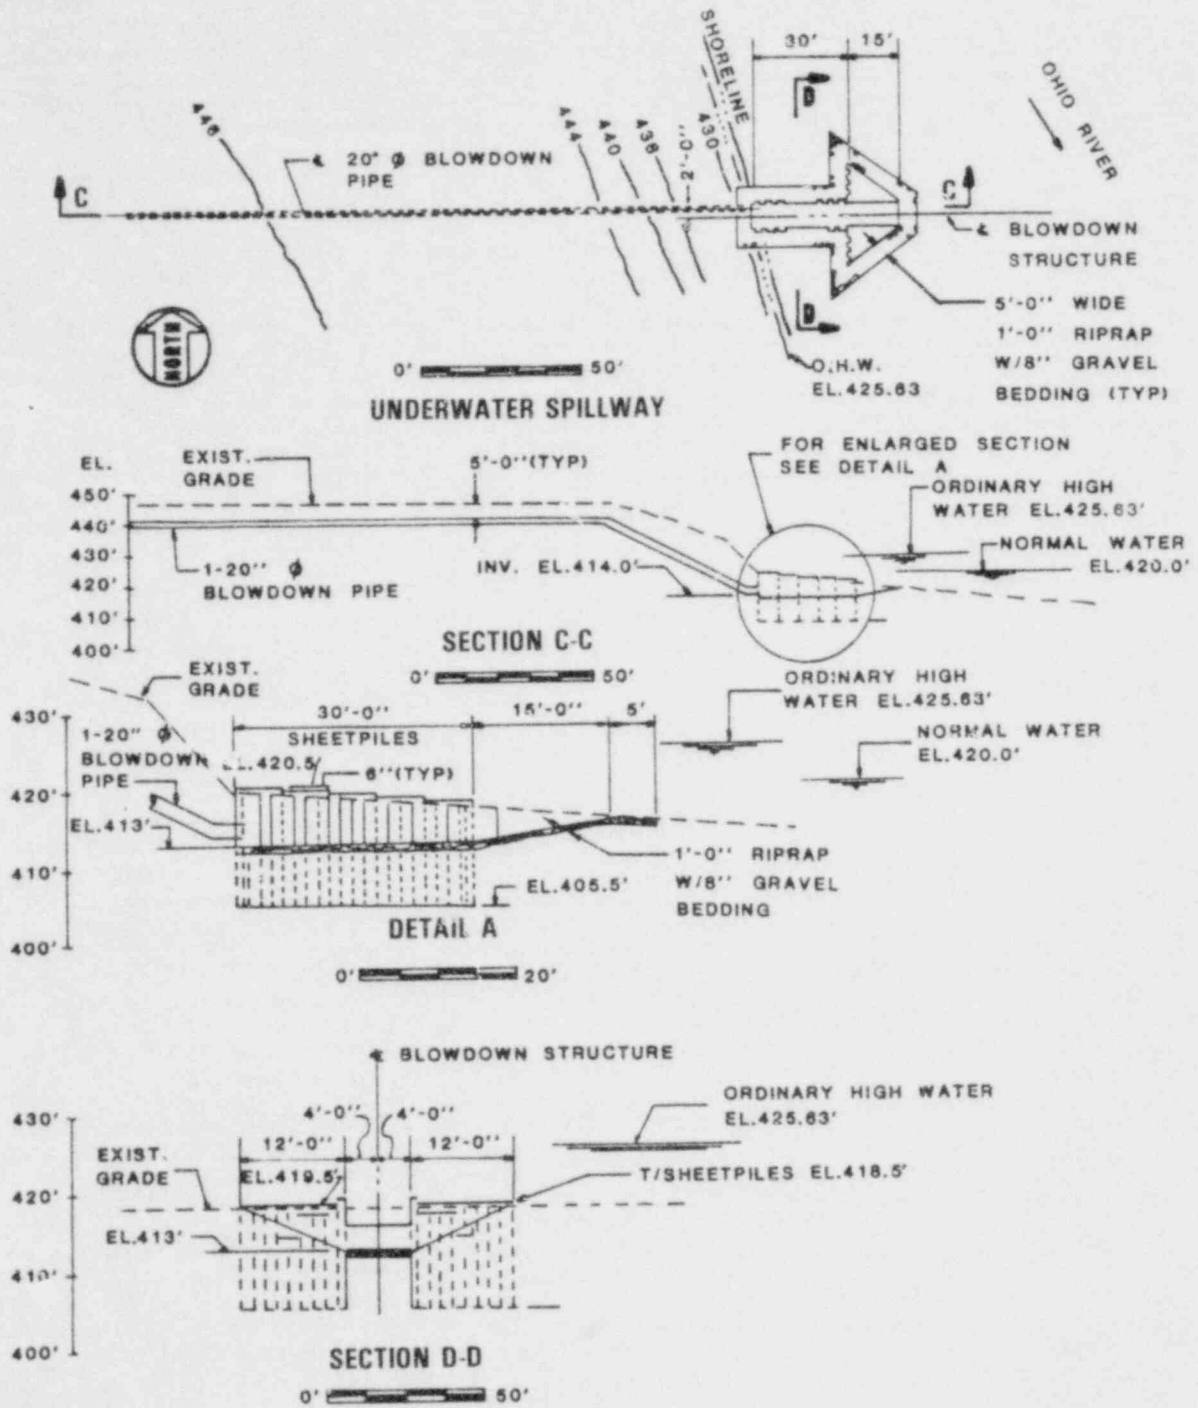 SHORELINE
30' 15'
D
OHIO RIVER
446
444
440
436
430
2'-0"
C
℄ 20" ϕ BLOWDOWN
PIPE
C
℄ BLOWDOWN
STRUCTURE
5'-0" WIDE
1'-0" RIPRAP
W/8" GRAVEL
BEDDING (TYP)
D
NORTH
0' 50'
O.H.W.
EL.425.63
UNDERWATER SPILLWAY
EL.
450'
440'
430'
420'
410'
400'
EXIST.
GRADE
5'-0"(TYP)
FOR ENLARGED SECTION
SEE DETAIL A
ORDINARY HIGH
WATER EL.425.63'
NORMAL WATER
EL.420.0'
1-20" ϕ
BLOWDOWN PIPE
INV. EL.414.0'
SECTION C-C
0' 50'
EXIST.
GRADE
430'
420'
410'
400'
30'-0"
SHEETPILES
15'-0" 5'
ORDINARY HIGH
WATER EL.425.63'
NORMAL WATER
EL.420.0'
1-20" ϕ
BLOWDOWN
PIPE
EL.420.5
6"(TYP)
EL.413'
1'-0" RIPRAP
W/8" GRAVEL
BEDDING
EL.405.5'
DETAIL A
0' 20'
℄ BLOWDOWN STRUCTURE
430'
420'
410'
400'
4'-0" 4'-0"
12'-0" 12'-0"
ORDINARY HIGH WATER
EL.425.63'
EXIST.
GRADE
EL.419.5'
T/SHEETPILES EL.418.5'
EL.413'
SECTION D-D
0' 50'